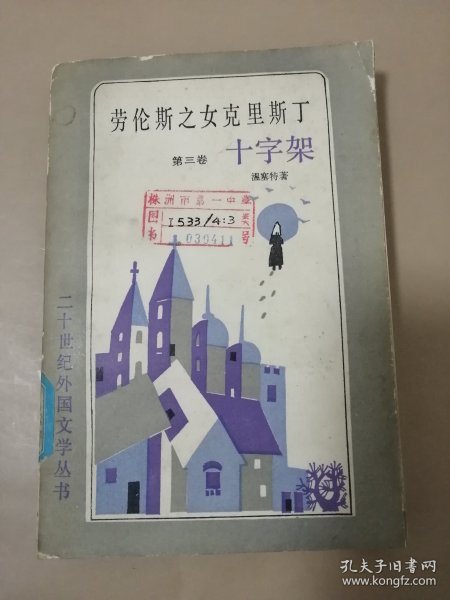 劳伦斯之女克里斯丁
第三卷
十字架
温塞特著
株洲市第一中学
图书
I533/4:3
030411
二十世纪外国文学丛书
孔夫子旧书网
www.kongfz.com